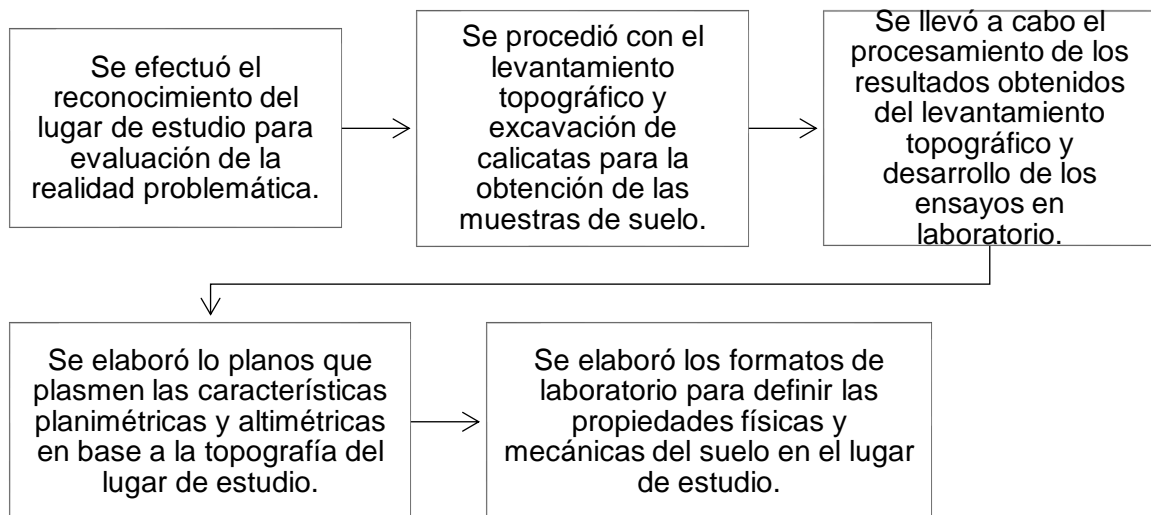 Se efectuó el
reconocimiento del
lugar de estudio para
evaluación de la
realidad problemática.
Se procedió con el
levantamiento
topográfico y
excavación de
calicatas para la
obtención de las
muestras de suelo.
Se llevó a cabo el
procesamiento de los
resultados obtenidos
del levantamiento
topográfico y
desarrollo de los
ensayos en
laboratorio.
Se elaboró lo planos que
plasmen las características
planimétricas y altimétricas
en base a la topografía del
lugar de estudio.
Se elaboró los formatos de
laboratorio para definir las
propiedades físicas y
mecánicas del suelo en el lugar
de estudio.